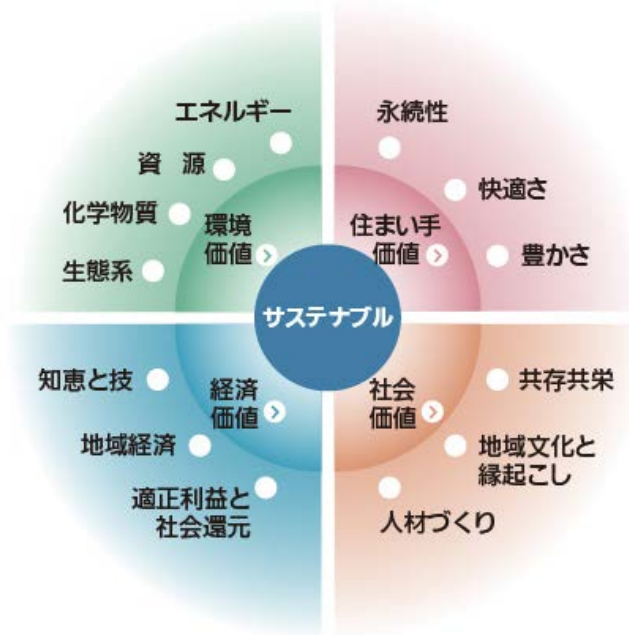 エネルギー
資 源
化学物質
生態系
環境
価値
永続性
快適さ
豊かさ
住まい手
価値
サステナブル
知恵と技
地域経済
適正利益と
社会還元
経済
価値
共存共栄
地域文化と
縁起こし
人材づくり
社会
価値